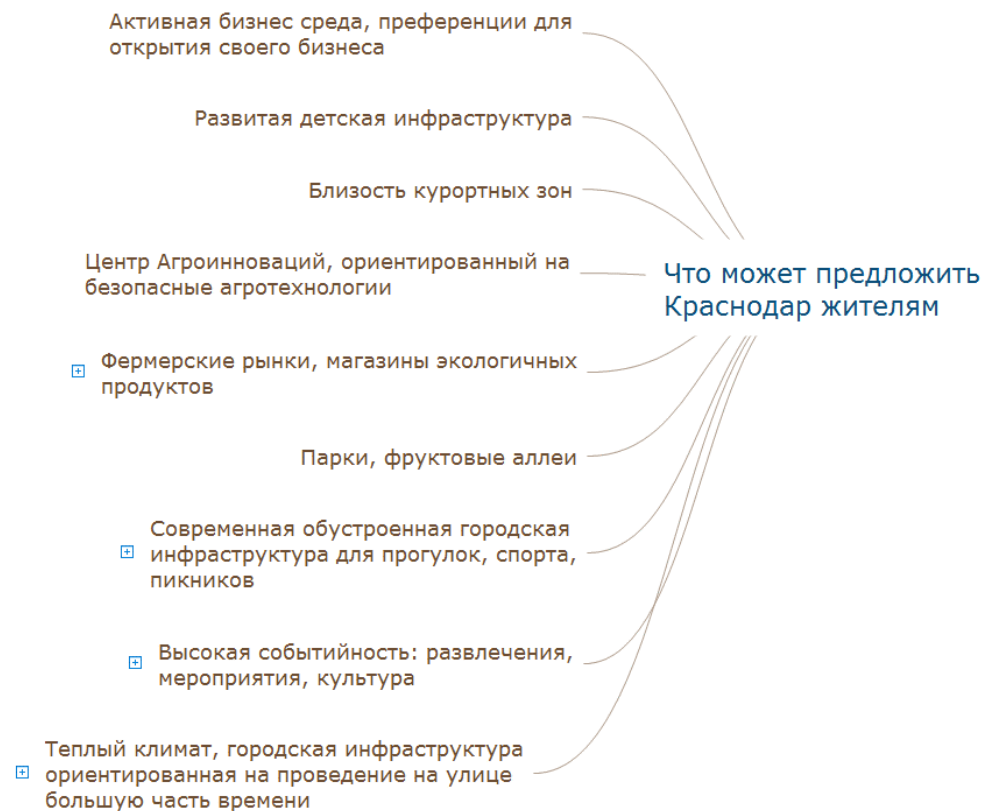 Активная бизнес среда, преференции для
открытия своего бизнеса
Развитая детская инфраструктура
Близость курортных зон
Центр Агроинноваций, ориентированный на
безопасные агротехнологии
Что может предложить
Краснодар жителям
Фермерские рынки, магазины экологичных
продуктов
Парки, фруктовые аллеи
Современная обустроенная городская
инфраструктура для прогулок, спорта,
пикников
Высокая событийность: развлечения,
мероприятия, культура
Теплый климат, городская инфраструктура
ориентированная на проведение на улице
большую часть времени